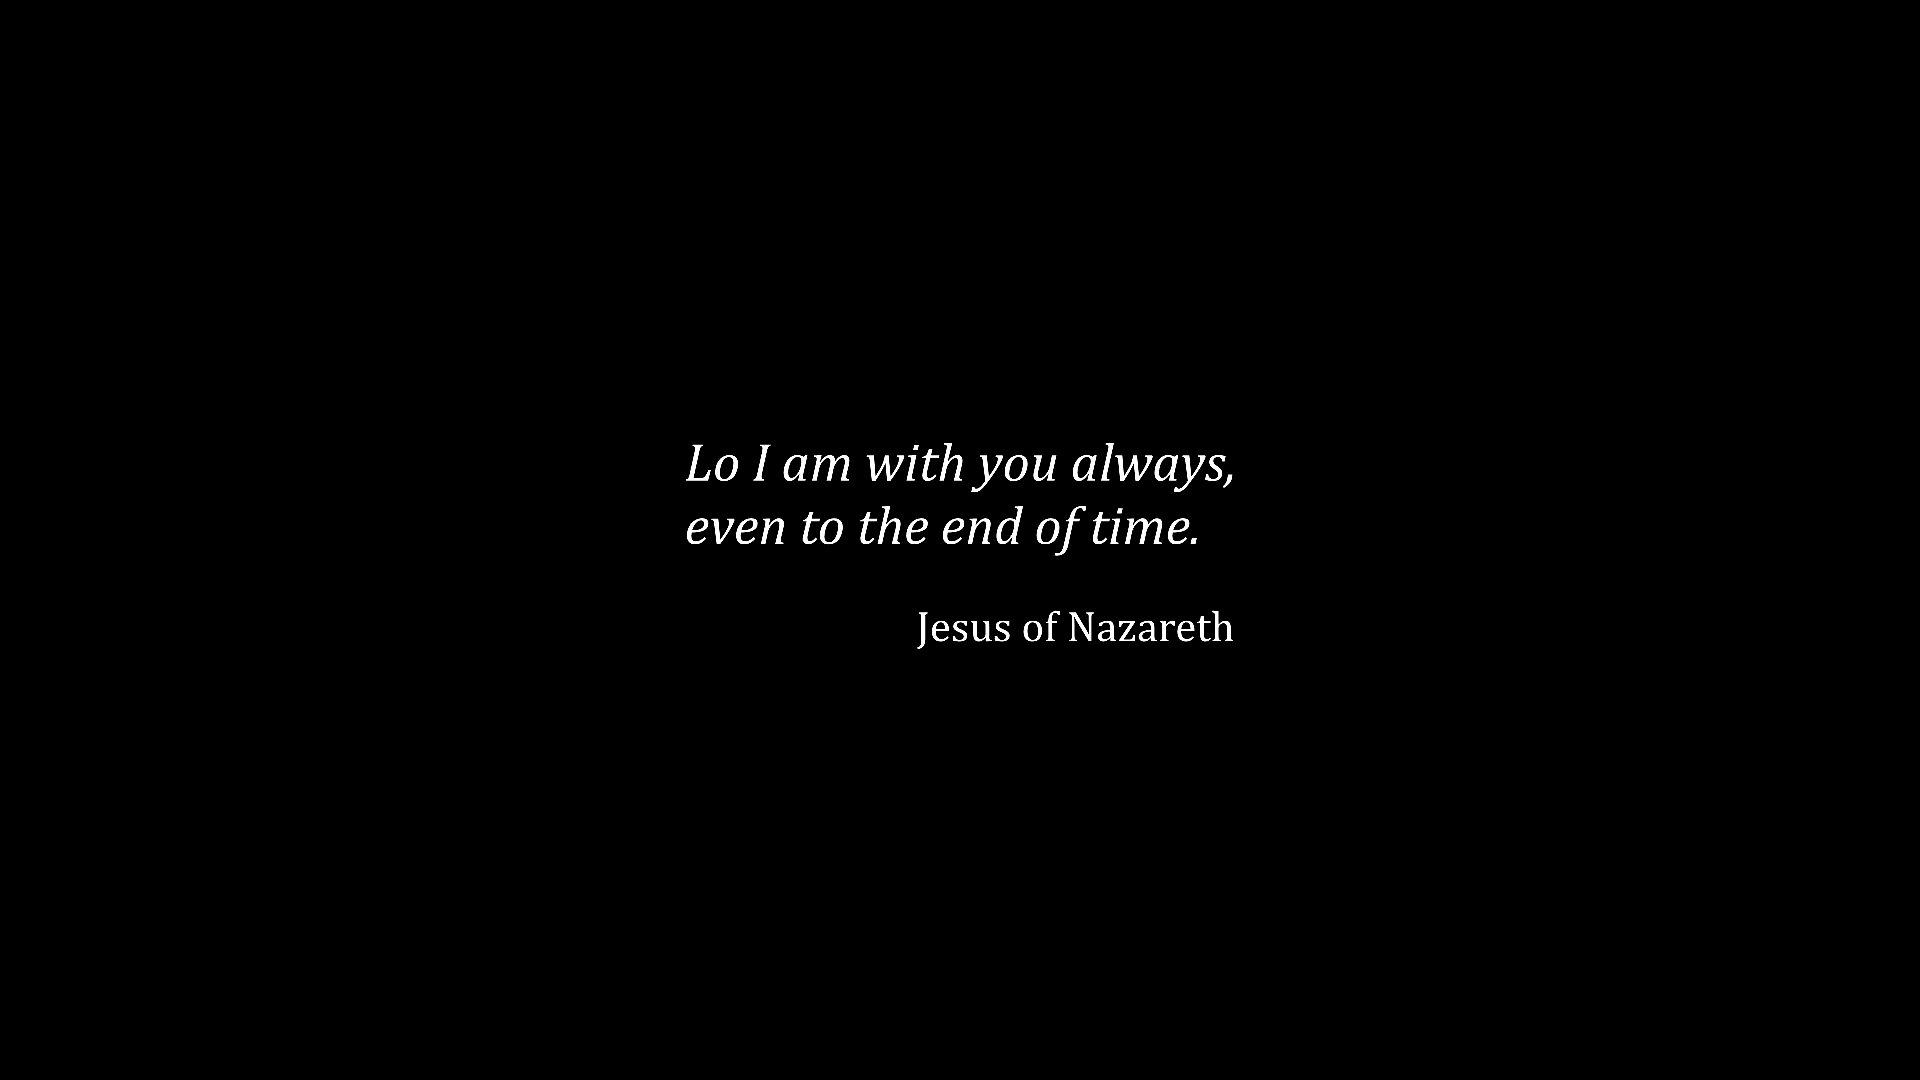 Lo I am with you always,
even to the end of time.
Jesus of Nazareth